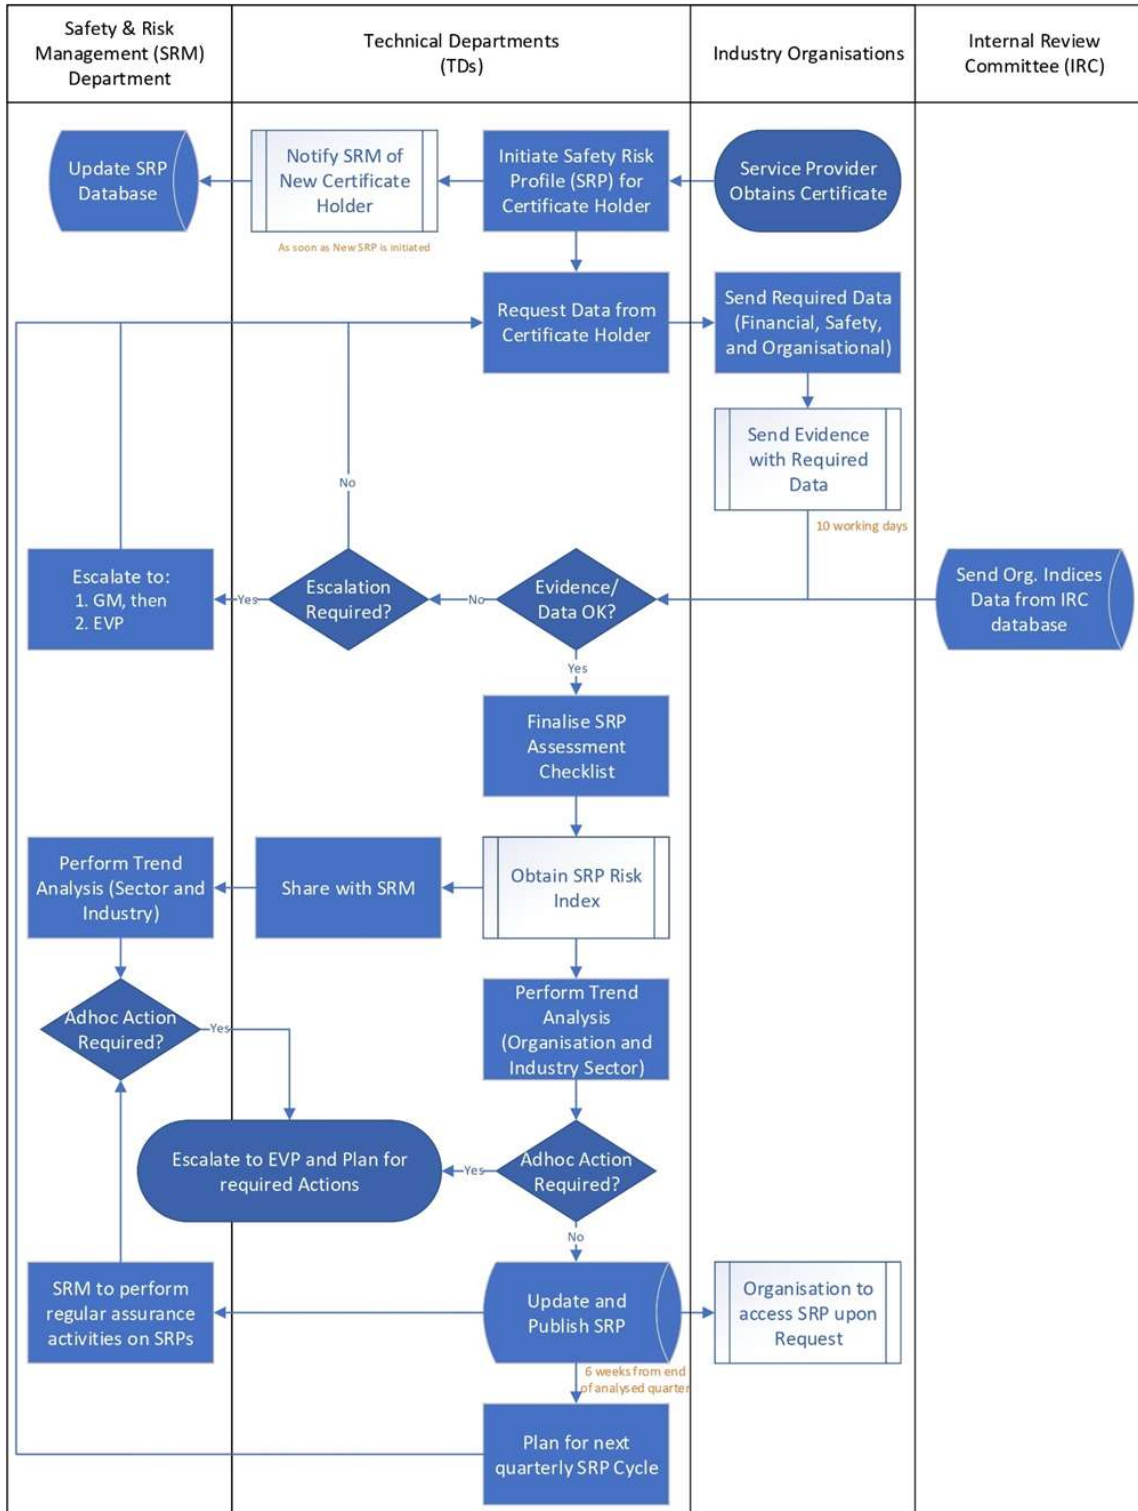 Safety & Risk
Management (SRM)
Department
Technical Departments
(TDs)
Industry Organisations
Internal Review
Committee (IRC)
Update SRP
Database
Notify SRM of
New Certificate
Holder
As soon as New SRP is initiated
Initiate Safety Risk
Profile (SRP) for
Certificate Holder
Service Provider
Obtains Certificate
Request Data from
Certificate Holder
Send Required Data
(Financial, Safety,
and Organisational)
Send Evidence
with Required
Data
10 working days
No
Escalate to:
1. GM, then
2. EVP
Yes
Escalation
Required?
No
Evidence/
Data OK?
Send Org. Indices
Data from IRC
database
Yes
Finalise SRP
Assessment
Checklist
Perform Trend
Analysis (Sector and
Industry)
Share with SRM
Obtain SRP Risk
Index
Adhoc Action
Required?
Yes
Perform Trend
Analysis
(Organisation and
Industry Sector)
Escalate to EVP and Plan for
required Actions
Yes
Adhoc Action
Required?
No
SRM to perform
regular assurance
activities on SRPs
Update and
Publish SRP
Organisation to
access SRP upon
Request
6 weeks from end
of analysed quarter
Plan for next
quarterly SRP Cycle